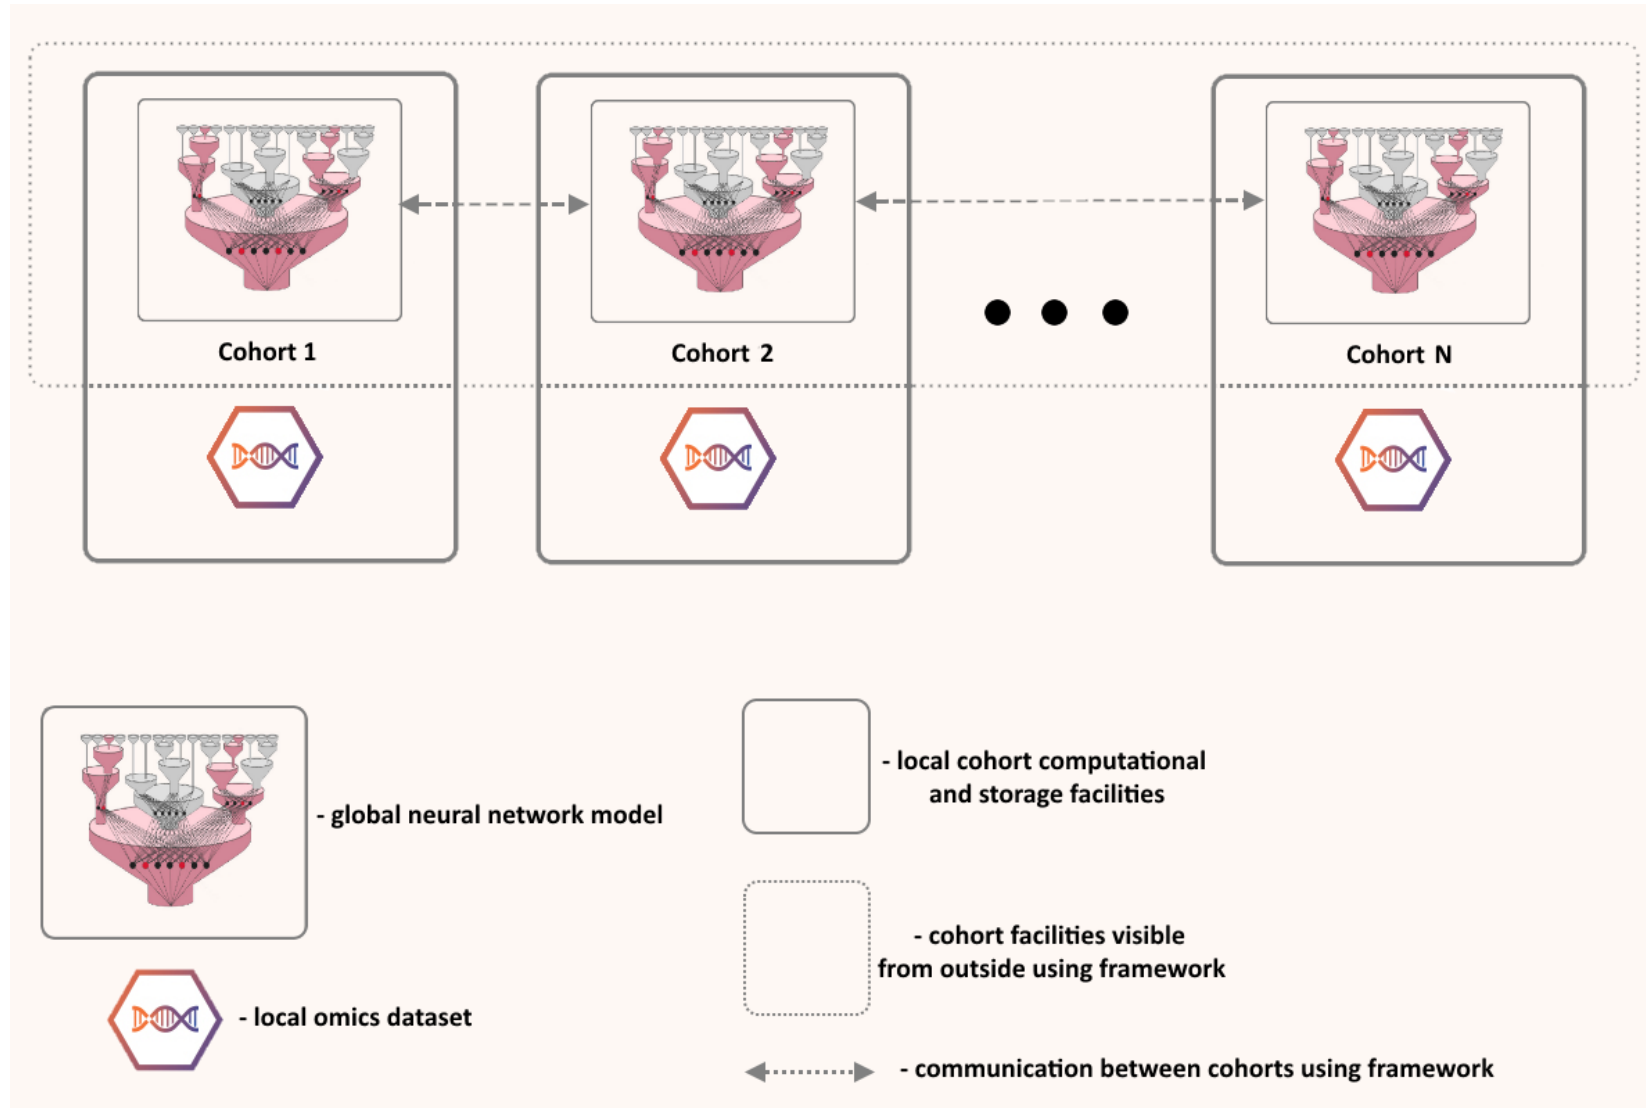 Cohort 1
Cohort 2
Cohort N
- global neural network model
- local omics dataset
- local cohort computational
and storage facilities
- cohort facilities visible
from outside using framework
- communication between cohorts using framework